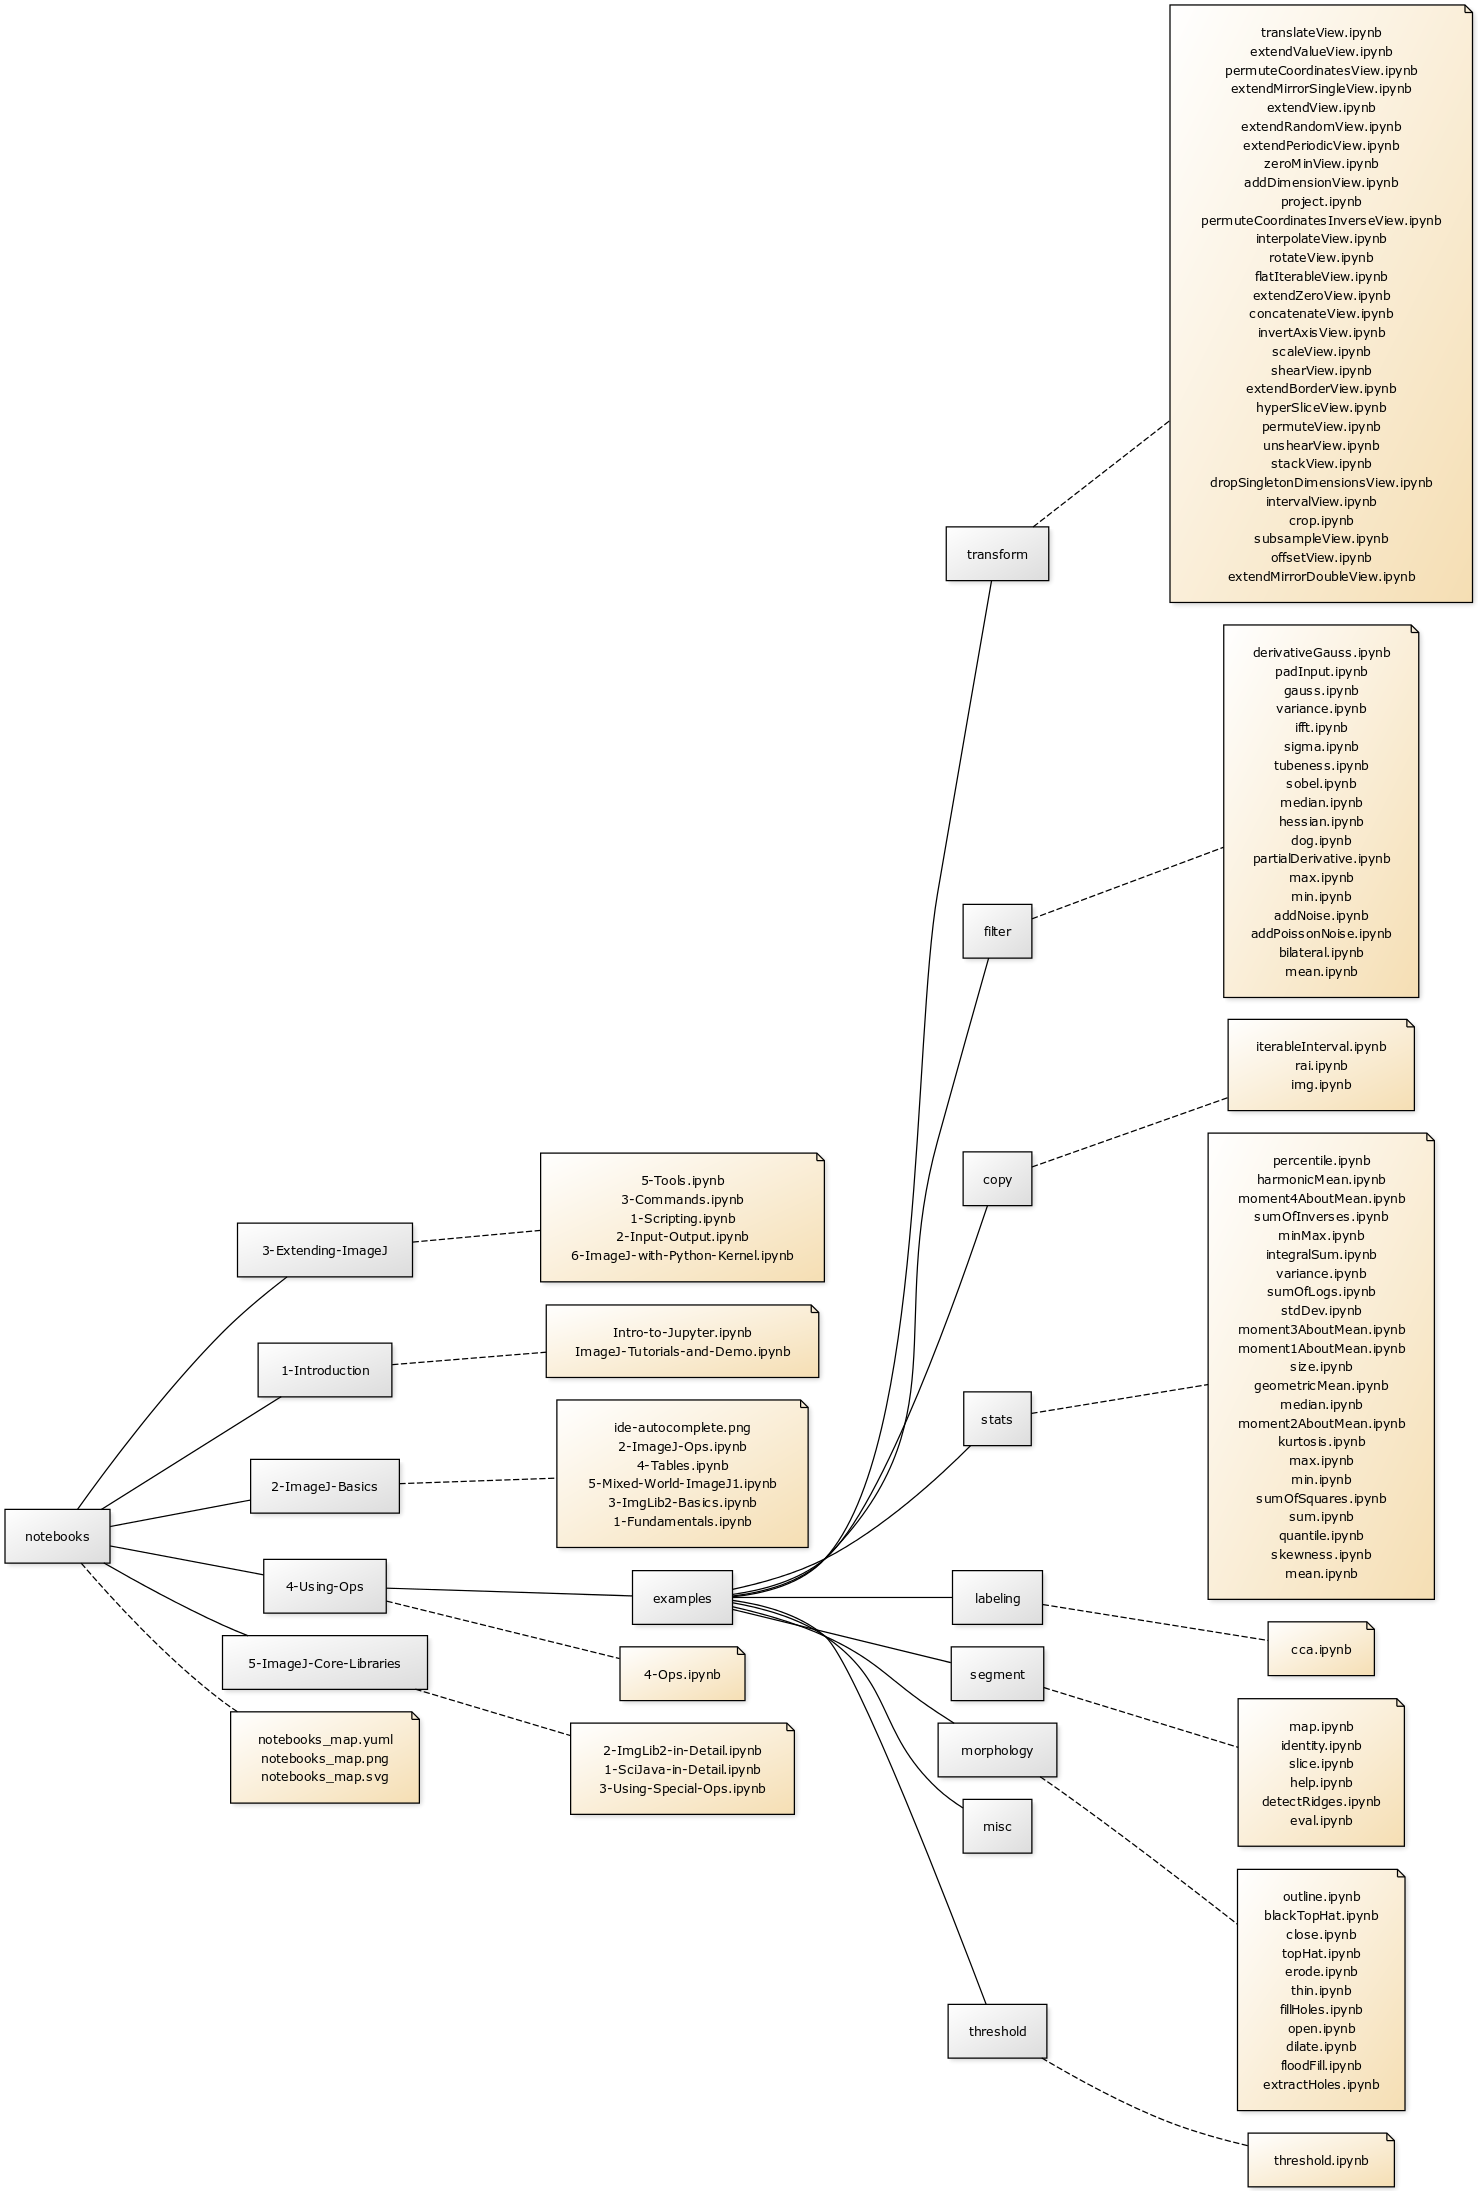 translateView.ipynb
extendValueView.ipynb
permuteCoordinatesView.ipynb
extendMirrorSingleView.ipynb
extendView.ipynb
extendRandomView.ipynb
extendPeriodicView.ipynb
zeroMinView.ipynb
addDimensionView.ipynb
project.ipynb
permuteCoordinatesInverseView.ipynb
interpolateView.ipynb
rotateView.ipynb
flatIterableView.ipynb
extendZeroView.ipynb
concatenateView.ipynb
invertAxisView.ipynb
scaleView.ipynb
shearView.ipynb
extendBorderView.ipynb
hyperSliceView.ipynb
permuteView.ipynb
unshearView.ipynb
stackView.ipynb
dropSingletonDimensionsView.ipynb
intervalView.ipynb
crop.ipynb
subsampleView.ipynb
offsetView.ipynb
extendMirrorDoubleView.ipynb
transform
derivativeGauss.ipynb
padInput.ipynb
gauss.ipynb
variance.ipynb
ifft.ipynb
sigma.ipynb
tubeness.ipynb
sobel.ipynb
median.ipynb
hessian.ipynb
dog.ipynb
partialDerivative.ipynb
max.ipynb
min.ipynb
addNoise.ipynb
addPoissonNoise.ipynb
bilateral.ipynb
mean.ipynb
filter
iterableInterval.ipynb
rai.ipynb
img.ipynb
copy
percentile.ipynb
harmonicMean.ipynb
moment4AboutMean.ipynb
sumOfInverses.ipynb
minMax.ipynb
integralSum.ipynb
variance.ipynb
sumOfLogs.ipynb
stdDev.ipynb
moment3AboutMean.ipynb
moment1AboutMean.ipynb
size.ipynb
geometricMean.ipynb
median.ipynb
moment2AboutMean.ipynb
kurtosis.ipynb
max.ipynb
min.ipynb
sumOfSquares.ipynb
sum.ipynb
quantile.ipynb
skewness.ipynb
mean.ipynb
stats
5-Tools.ipynb
3-Commands.ipynb
1-Scripting.ipynb
2-Input-Output.ipynb
6-ImageJ-with-Python-Kernel.ipynb
3-Extending-ImageJ
Intro-to-Jupyter.ipynb
ImageJ-Tutorials-and-Demo.ipynb
1-Introduction
ide-autocomplete.png
2-ImageJ-Ops.ipynb
4-Tables.ipynb
5-Mixed-World-ImageJ1.ipynb
3-ImgLib2-Basics.ipynb
1-Fundamentals.ipynb
2-ImageJ-Basics
notebooks
4-Using-Ops
examples
labeling
cca.ipynb
5-ImageJ-Core-Libraries
4-Ops.ipynb
segment
notebooks_map.yuml
notebooks_map.png
notebooks_map.svg
2-ImgLib2-in-Detail.ipynb
1-SciJava-in-Detail.ipynb
3-Using-Special-Ops.ipynb
morphology
map.ipynb
identity.ipynb
slice.ipynb
help.ipynb
detectRidges.ipynb
eval.ipynb
misc
outline.ipynb
blackTopHat.ipynb
close.ipynb
topHat.ipynb
erode.ipynb
thin.ipynb
fillHoles.ipynb
open.ipynb
dilate.ipynb
floodFill.ipynb
extractHoles.ipynb
threshold
threshold.ipynb